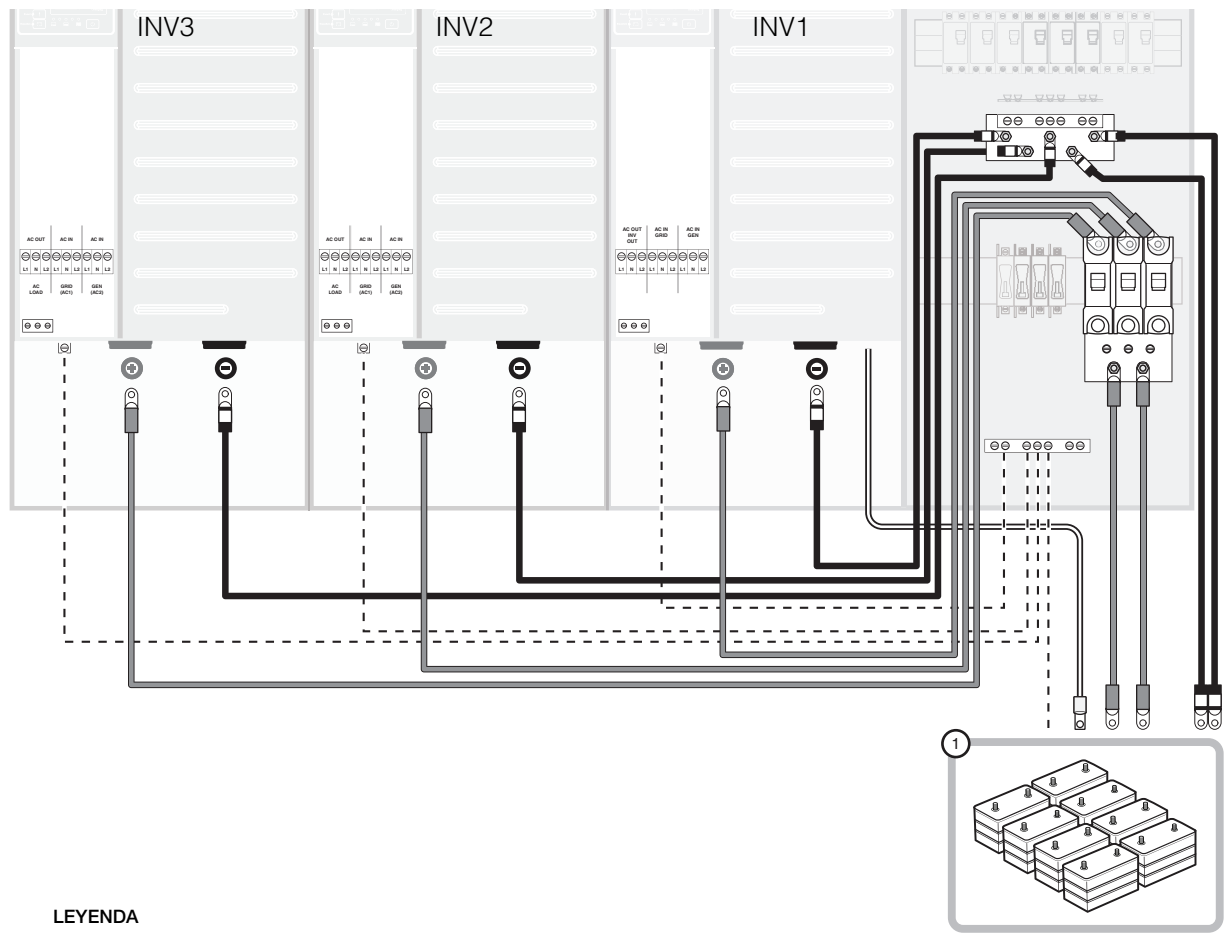 INV3 INV2 INV1
AC OUT AC IN AC IN
L1 N L2 L1 N L2 L1 N L2
AC LOAD GRID (AC1) GEN (AC2)
AC OUT AC IN AC IN
L1 N L2 L1 N L2 L1 N L2
AC LOAD GRID (AC1) GEN (AC2)
AC OUT INV OUT AC IN GRID AC IN GEN
L1 N L2 L1 N L2 L1 N L2
1
LEYENDA